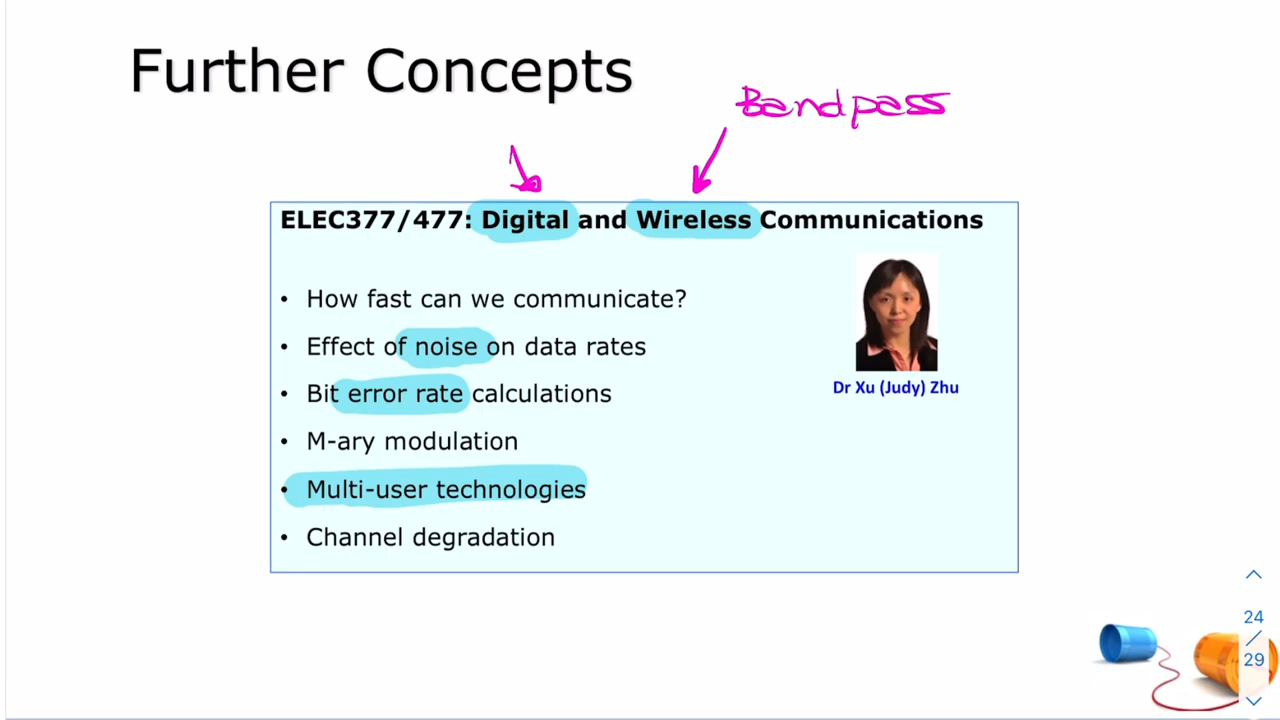 Further Concepts
Bandpass
ELEC377/477: Digital and Wireless Communications
• How fast can we communicate?
• Effect of noise on data rates
• Bit error rate calculations
• M-ary modulation
• Multi-user technologies
• Channel degradation
Dr Xu (Judy) Zhu
24
/
29